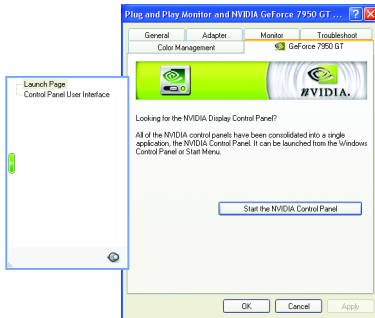 Plug and Play Monitor and NVIDIA GeForce 7950 GT ...
General Adapter Monitor Troubleshoot
Color Management GeForce 7950 GT
Launch Page
Control Panel User Interface
NVIDIA.
Looking for the NVIDIA Display Control Panel?
All of the NVIDIA control panels have been consolidated into a single
application, the NVIDIA Control Panel. It can be launched from the Windows
Control Panel or Start Menu.
Start the NVIDIA Control Panel
OK Cancel Apply